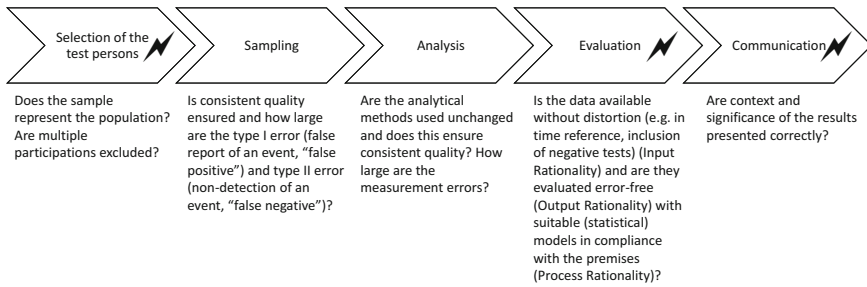 Selection of the
test persons
Sampling
Analysis
Evaluation
Communication
Does the sample
represent the population?
Are multiple
participations excluded?
Is consistent quality
ensured and how large
are the type I error (false
report of an event, “false
positive”) and type II error
(non-detection of an
event, “false negative”)?
Are the analytical
methods used unchanged
and does this ensure
consistent quality? How
large are the
measurement errors?
Is the data available
without distortion (e.g. in
time reference, inclusion
of negative tests) (Input
Rationality) and are they
evaluated error-free
(Output Rationality) with
suitable (statistical)
models in compliance
with the premises
(Process Rationality)?
Are context and
significance of the results
presented correctly?